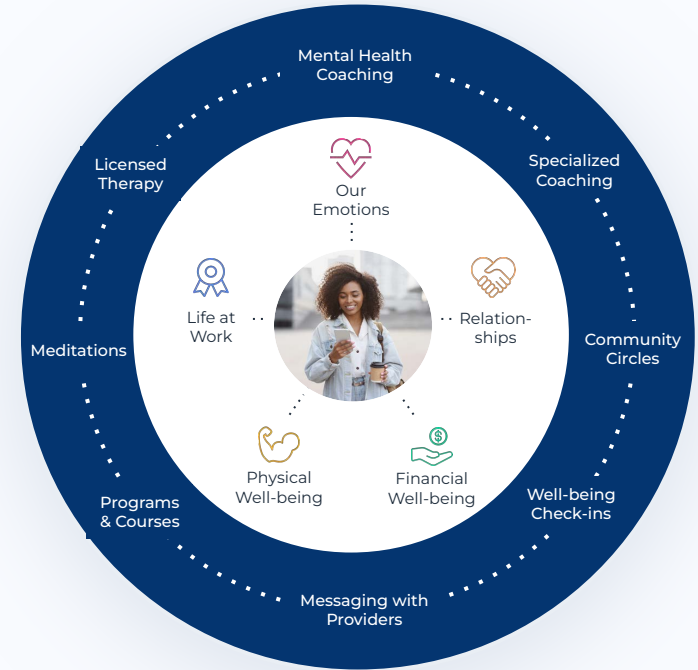 Mental Health
Coaching
Specialized
Coaching
Community
Circles
Well-being
Check-ins
Messaging with
Providers
Programs
& Courses
Meditations
Licensed
Therapy
Our
Emotions
Relation-
ships
Financial
Well-being
Physical
Well-being
Life at
Work
$